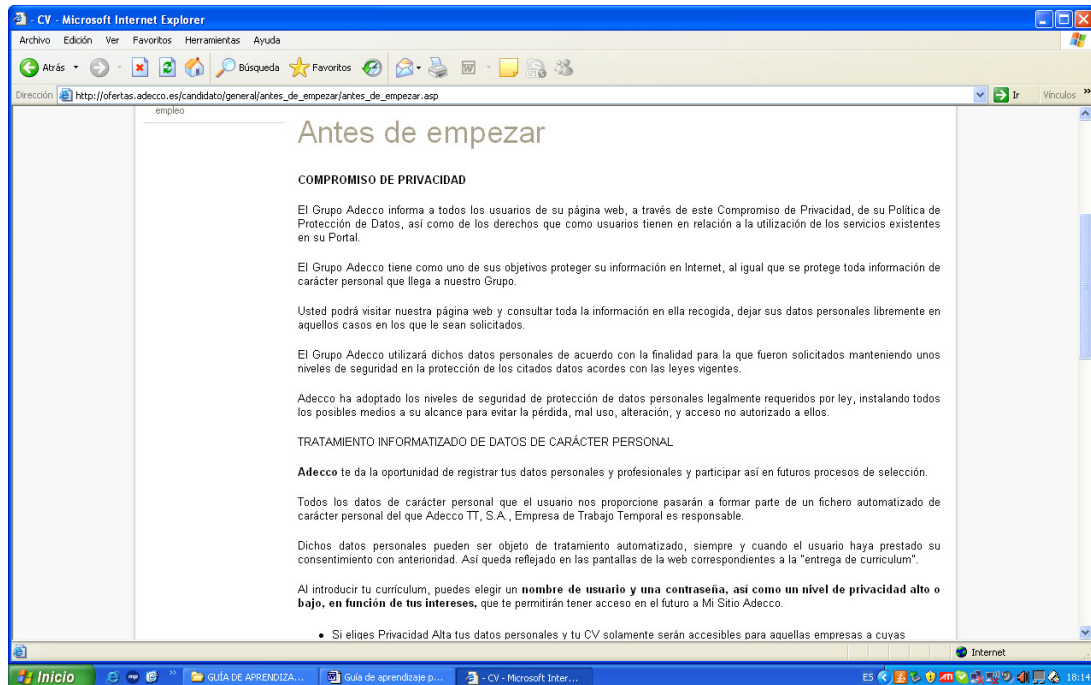 - CV - Microsoft Internet Explorer
Archivo Edición Ver Favoritos Herramientas Ayuda
Atrás Búsqueda Favoritos
Dirección http://ofertas.adecco.es/candidato/general/antes_de_empezar/antes_de_empezar.asp Ir Vínculos »
empleo
Antes de empezar
COMPROMISO DE PRIVACIDAD
El Grupo Adecco informa a todos los usuarios de su página web, a través de este Compromiso de Privacidad, de su Política de
Protección de Datos, así como de los derechos que como usuarios tienen en relación a la utilización de los servicios existentes
en su Portal.
El Grupo Adecco tiene como uno de sus objetivos proteger su información en Internet, al igual que se protege toda información de
carácter personal que llega a nuestro Grupo.
Usted podrá visitar nuestra página web y consultar toda la información en ella recogida, dejar sus datos personales libremente en
aquellos casos en los que le sean solicitados.
El Grupo Adecco utilizará dichos datos personales de acuerdo con la finalidad para la que fueron solicitados manteniendo unos
niveles de seguridad en la protección de los citados datos acordes con las leyes vigentes.
Adecco ha adoptado los niveles de seguridad de protección de datos personales legalmente requeridos por ley, instalando todos
los posibles medios a su alcance para evitar la pérdida, mal uso, alteración, y acceso no autorizado a ellos.
TRATAMIENTO INFORMATIZADO DE DATOS DE CARÁCTER PERSONAL
Adecco te da la oportunidad de registrar tus datos personales y profesionales y participar así en futuros procesos de selección.
Todos los datos de carácter personal que el usuario nos proporcione pasarán a formar parte de un fichero automatizado de
carácter personal del que Adecco TT, S.A., Empresa de Trabajo Temporal es responsable.
Dichos datos personales pueden ser objeto de tratamiento automatizado, siempre y cuando el usuario haya prestado su
consentimiento con anterioridad. Así queda reflejado en las pantallas de la web correspondientes a la "entrega de curriculum".
Al introducir tu currículum, puedes elegir un nombre de usuario y una contraseña, así como un nivel de privacidad alto o
bajo, en función de tus intereses, que te permitirán tener acceso en el futuro a Mi Sitio Adecco.
• Si eliges Privacidad Alta tus datos personales y tu CV solamente serán accesibles para aquellas empresas a cuyas
Internet
Inicio » GUÍA DE APRENDIZA... Guía de aprendizaje p... - CV - Microsoft Inter... ES 18:14